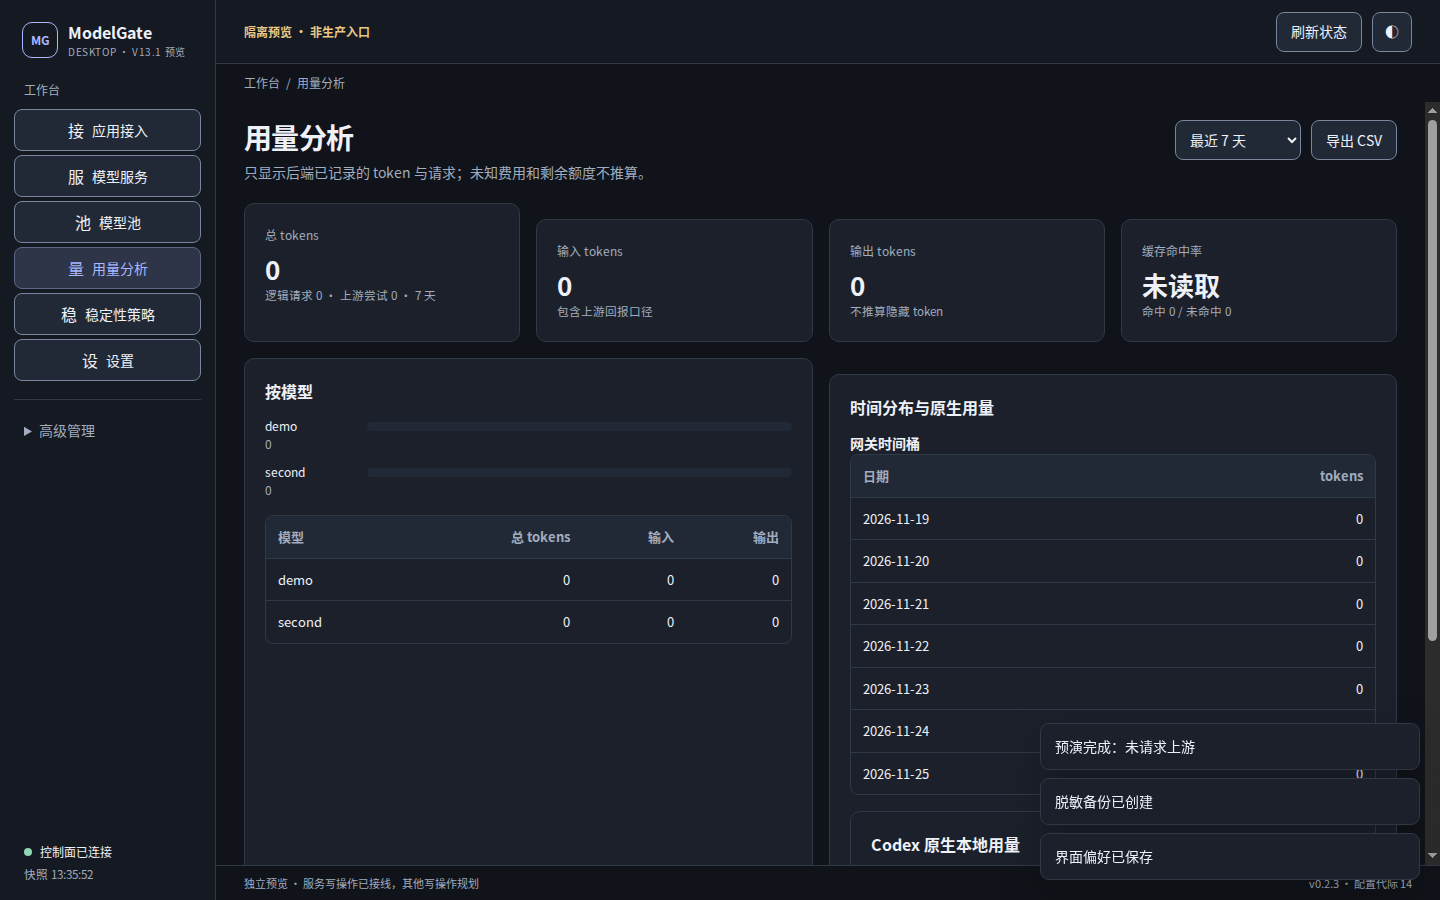 MG
ModelGate
DESKTOP · V13.1 预览
工作台
接 应用接入
服 模型服务
池 模型池
量 用量分析
稳 稳定性策略
设 设置
高级管理
控制面已连接
快照 13:35:52
隔离预览 · 非生产入口
刷新状态
工作台 / 用量分析
用量分析
只显示后端已记录的 token 与请求；未知费用和剩余额度不推算。
最近 7 天
导出 CSV
总 tokens
0
逻辑请求 0 · 上游尝试 0 · 7 天
输入 tokens
0
包含上游回报口径
输出 tokens
0
不推算隐藏 token
缓存命中率
未读取
命中 0 / 未命中 0
按模型
demo
0
second
0
模型 总 tokens 输入 输出
demo 0 0 0
second 0 0 0
时间分布与原生用量
网关时间桶
日期 tokens
2026-11-19 0
2026-11-20 0
2026-11-21 0
2026-11-22 0
2026-11-23 0
2026-11-24
2026-11-25 0
Codex 原生本地用量
预演完成：未请求上游
脱敏备份已创建
界面偏好已保存
独立预览 · 服务写操作已接线，其他写操作规划
v0.2.3 · 配置代际 14